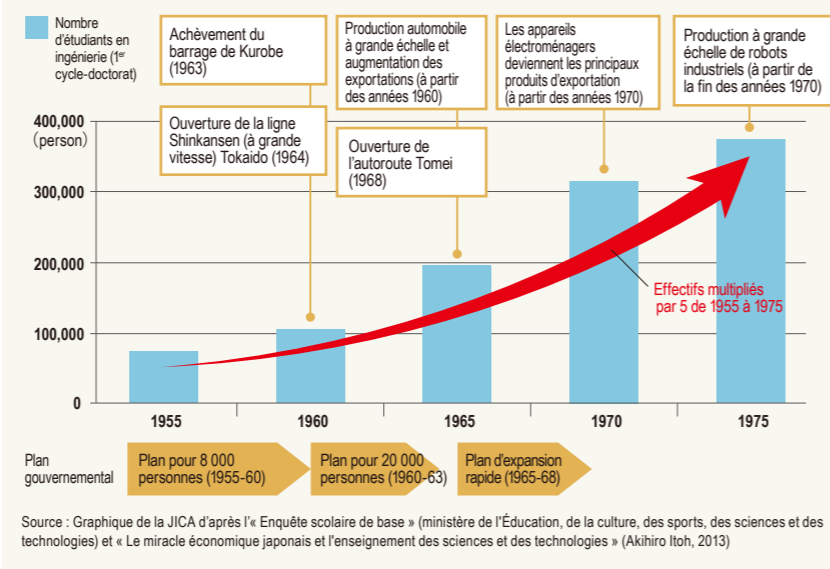 Nombre
d'étudiants en
ingénierie (1er
cycle-doctorat)
Achèvement du
barrage de Kurobe
(1963)
Production automobile
à grande échelle et
augmentation des
exportations (à partir
des années 1960)
Les appareils
électroménagers
deviennent les principaux
produits d'exportation
(à partir des années 1970)
Production à grande
échelle de robots
industriels (à partir de
la fin des années 1970)
Ouverture de la ligne
Shinkansen (à grande
vitesse) Tokaido (1964)
Ouverture de
l'autoroute Tomei
(1968)
400,000
(person)
300,000
200,000
100,000
0
Effectifs multipliés
par 5 de 1955 à 1975
1955 1960 1965 1970 1975
Plan
gouvernemental
Plan pour 8 000
personnes (1955-60)
Plan pour 20 000
personnes (1960-63)
Plan d'expansion
rapide (1965-68)
Source : Graphique de la JICA d'après l'« Enquête scolaire de base » (ministère de l'Éducation, de la culture, des sports, des sciences et des
technologies) et « Le miracle économique japonais et l'enseignement des sciences et des technologies » (Akihiro Itoh, 2013)